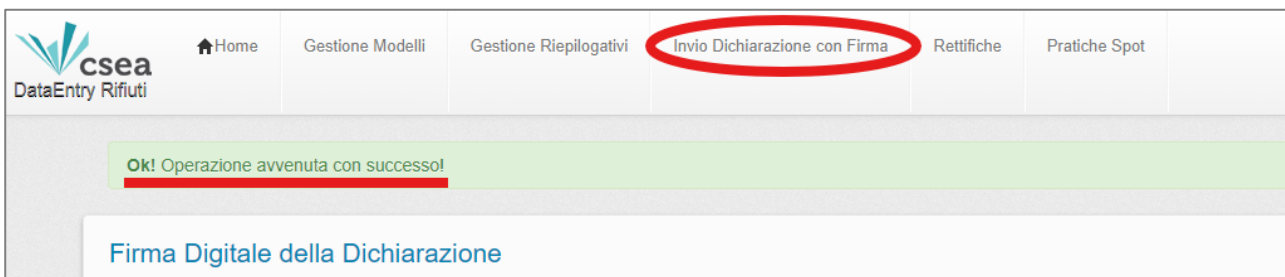 csea
DataEntry Rifiuti
Home Gestione Modelli Gestione Riepilogativi Invio Dichiarazione con Firma Rettifiche Pratiche Spot
Ok! Operazione avvenuta con successo!
Firma Digitale della Dichiarazione